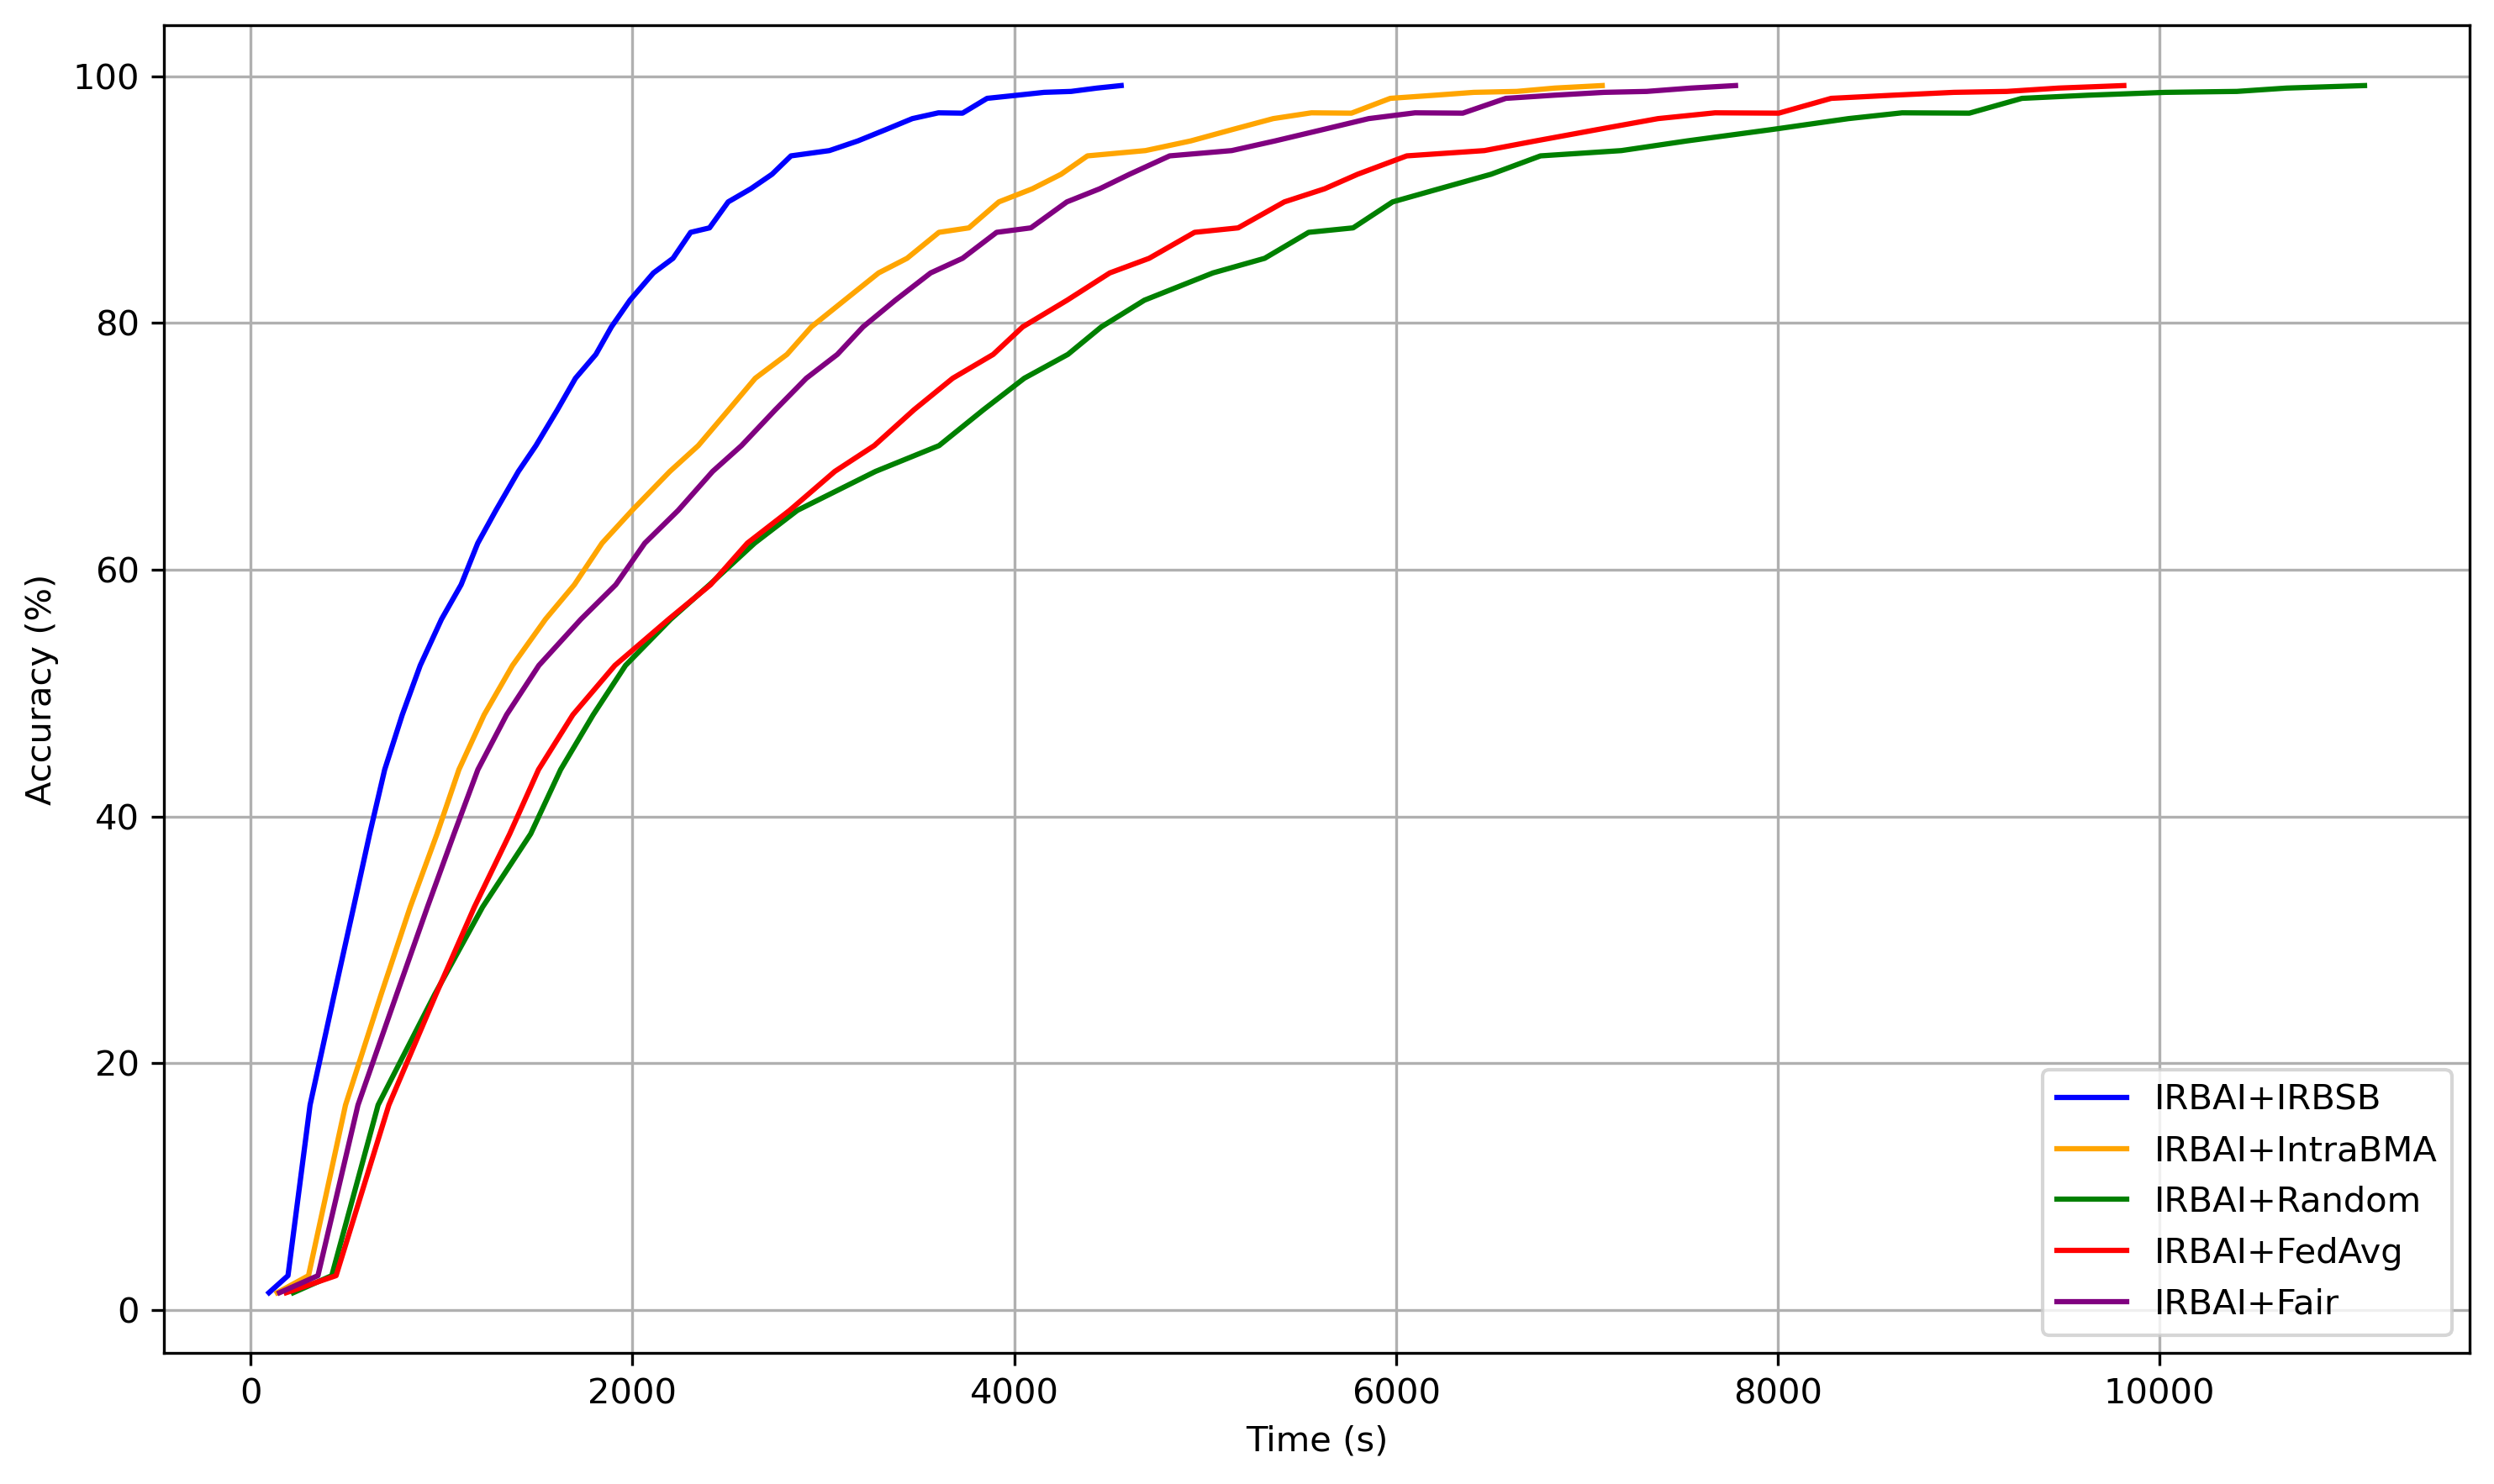 Accuracy (%)
100
80
60
40
20
0
0 2000 4000 6000 8000 10000
Time (s)
IRBAI+IRBSB
IRBAI+IntraBMA
IRBAI+Random
IRBAI+FedAvg
IRBAI+Fair